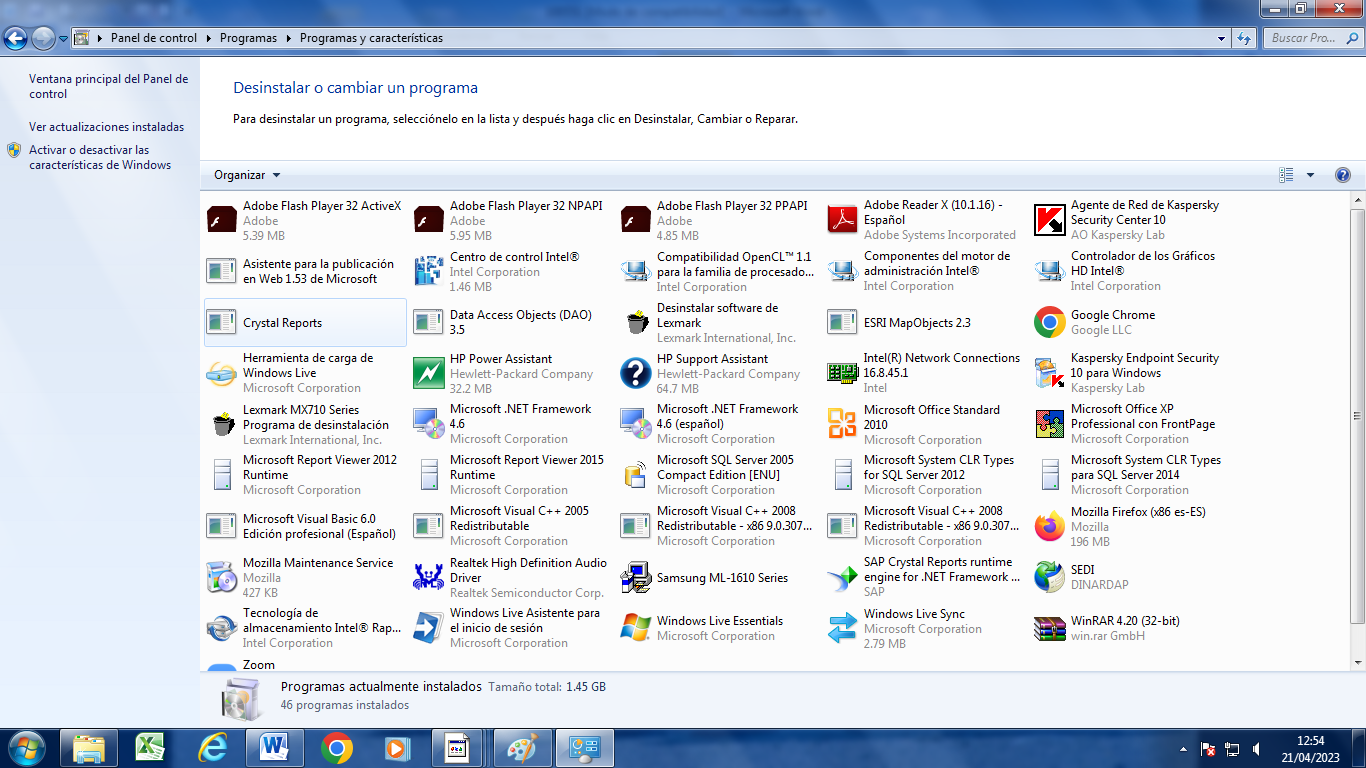 Panel de control
Programas
Programas y características
Buscar Pro...
Ventana principal del Panel de
control
Ver actualizaciones instaladas
Activar o desactivar las
características de Windows
Desinstalar o cambiar un programa
Para desinstalar un programa, selecciónelo en la lista y después haga clic en Desinstalar, Cambiar o Reparar.
Organizar
Adobe Flash Player 32 ActiveX
Adobe
5.39 MB
Adobe Flash Player 32 NPAPI
Adobe
5.95 MB
Adobe Flash Player 32 PPAPI
Adobe
4.85 MB
Adobe Reader X (10.1.16) -
Español
Adobe Systems Incorporated
Agente de Red de Kaspersky
Security Center 10
AO Kaspersky Lab
Asistente para la publicación
en Web 1.53 de Microsoft
Centro de control Intel®
Intel Corporation
1.46 MB
Compatibilidad OpenCL™ 1.1
para la familia de procesado...
Intel Corporation
Componentes del motor de
administración Intel®
Intel Corporation
Controlador de los Gráficos
HD Intel®
Intel Corporation
Crystal Reports
Data Access Objects (DAO)
3.5
Desinstalar software de
Lexmark
Lexmark International, Inc.
ESRI MapObjects 2.3
Google Chrome
Google LLC
Herramienta de carga de
Windows Live
Microsoft Corporation
HP Power Assistant
Hewlett-Packard Company
32.2 MB
HP Support Assistant
Hewlett-Packard Company
64.7 MB
Intel(R) Network Connections
16.8.45.1
Intel
Kaspersky Endpoint Security
10 para Windows
Kaspersky Lab
Lexmark MX710 Series
Programa de desinstalación
Lexmark International, Inc.
Microsoft .NET Framework
4.6
Microsoft Corporation
Microsoft .NET Framework
4.6 (español)
Microsoft Corporation
Microsoft Office Standard
2010
Microsoft Corporation
Microsoft Office XP
Professional con FrontPage
Microsoft Corporation
Microsoft Report Viewer 2012
Runtime
Microsoft Corporation
Microsoft Report Viewer 2015
Runtime
Microsoft Corporation
Microsoft SQL Server 2005
Compact Edition [ENU]
Microsoft Corporation
Microsoft System CLR Types
for SQL Server 2012
Microsoft Corporation
Microsoft System CLR Types
para SQL Server 2014
Microsoft Corporation
Microsoft Visual Basic 6.0
Edición profesional (Español)
Microsoft Visual C++ 2005
Redistributable
Microsoft Corporation
Microsoft Visual C++ 2008
Redistributable - x86 9.0.307...
Microsoft Corporation
Microsoft Visual C++ 2008
Redistributable - x86 9.0.307...
Microsoft Corporation
Mozilla Firefox (x86 es-ES)
Mozilla
196 MB
Mozilla Maintenance Service
Mozilla
427 KB
Realtek High Definition Audio
Driver
Realtek Semiconductor Corp.
Samsung ML-1610 Series
SAP Crystal Reports runtime
engine for .NET Framework ...
SAP
SEDI
DINARDAP
Tecnología de
almacenamiento Intel® Rap...
Intel Corporation
Windows Live Asistente para
el inicio de sesión
Microsoft Corporation
Windows Live Essentials
Microsoft Corporation
Windows Live Sync
Microsoft Corporation
2.79 MB
WinRAR 4.20 (32-bit)
win.rar GmbH
Zoom
Programas actualmente instalados Tamaño total: 1.45 GB
46 programas instalados
12:54
21/04/2023